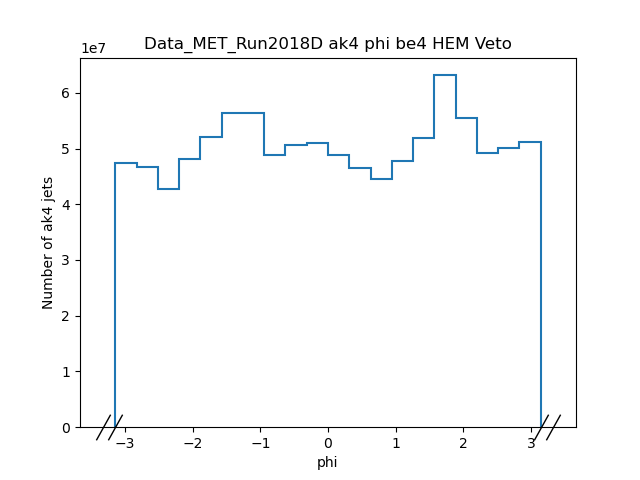 Data_MET_Run2018D ak4 phi be4 HEM Veto
1e7
6
5
4
3
2
1
0
Number of ak4 jets
−3 −2 −1 0 1 2 3
phi